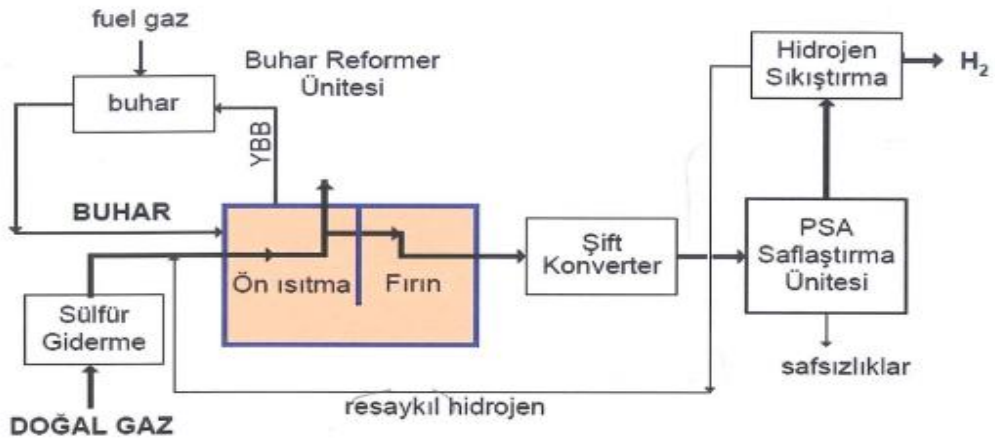 fuel gaz
buhar
Buhar Reformer
Ünitesi
YBB
BUHAR
Ön ısıtma
Fırın
Sülfür
Giderme
DOĞAL GAZ
resaykıl hidrojen
Şift
Konverter
PSA
Saflaştırma
Ünitesi
safsızlıklar
Hidrojen
Sıkıştırma
H₂